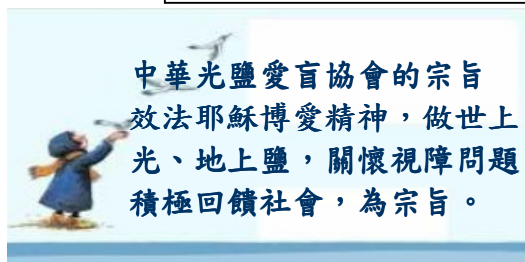 中華光鹽愛盲協會的宗旨
效法耶穌博愛精神，做世上
光、地上鹽，關懷視障問題
積極回饋社會，為宗旨。